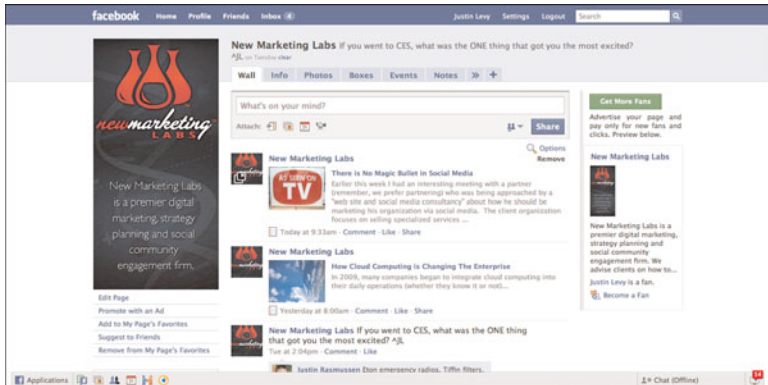 facebook Home Profile Friends Inbox 4 Justin Levy Settings Logout Search
New Marketing Labs If you went to CES, what was the ONE thing that got you the most excited?
^JL on Tuesday clear
Wall Info Photos Boxes Events Notes » +
What's on your mind?
Attach: Share
Options
Remove
newmarketing
LABS
New Marketing Labs
is a premier digital
marketing, strategy
planning and social
community
engagement firm.
Edit Page
Promote with an Ad
Add to My Page's Favorites
Suggest to Friends
Remove from My Page's Favorites
New Marketing Labs
AS SEEN ON
TV
There is No Magic Bullet in Social Media
Earlier this week I had an interesting meeting with a partner
(remember, we prefer partnering) who was being approached by a
"web site and social media consultancy" about how he should be
marketing his organization via social media. The client organization
focuses on selling specialized services ...
Today at 9:33am · Comment · Like · Share
New Marketing Labs
How Cloud Computing is Changing The Enterprise
In 2009, many companies began to integrate cloud computing into
their daily operations (whether they know it or not)...
Yesterday at 8:00am · Comment · Like · Share
New Marketing Labs If you went to CES, what was the ONE thing
that got you the most excited? ^JL
Tue at 2:04pm · Comment · Like
Justin Rasmussen Eton emergency radios. Tiffin filters.
Get More Fans
Advertise your page and
pay only for new fans and
clicks. Preview below.
New Marketing Labs
New Marketing Labs is a
premier digital marketing,
strategy planning and
social community
engagement firm. We
advise clients on how to...
Justin Levy is a fan.
Become a Fan
Applications
Chat (Offline)